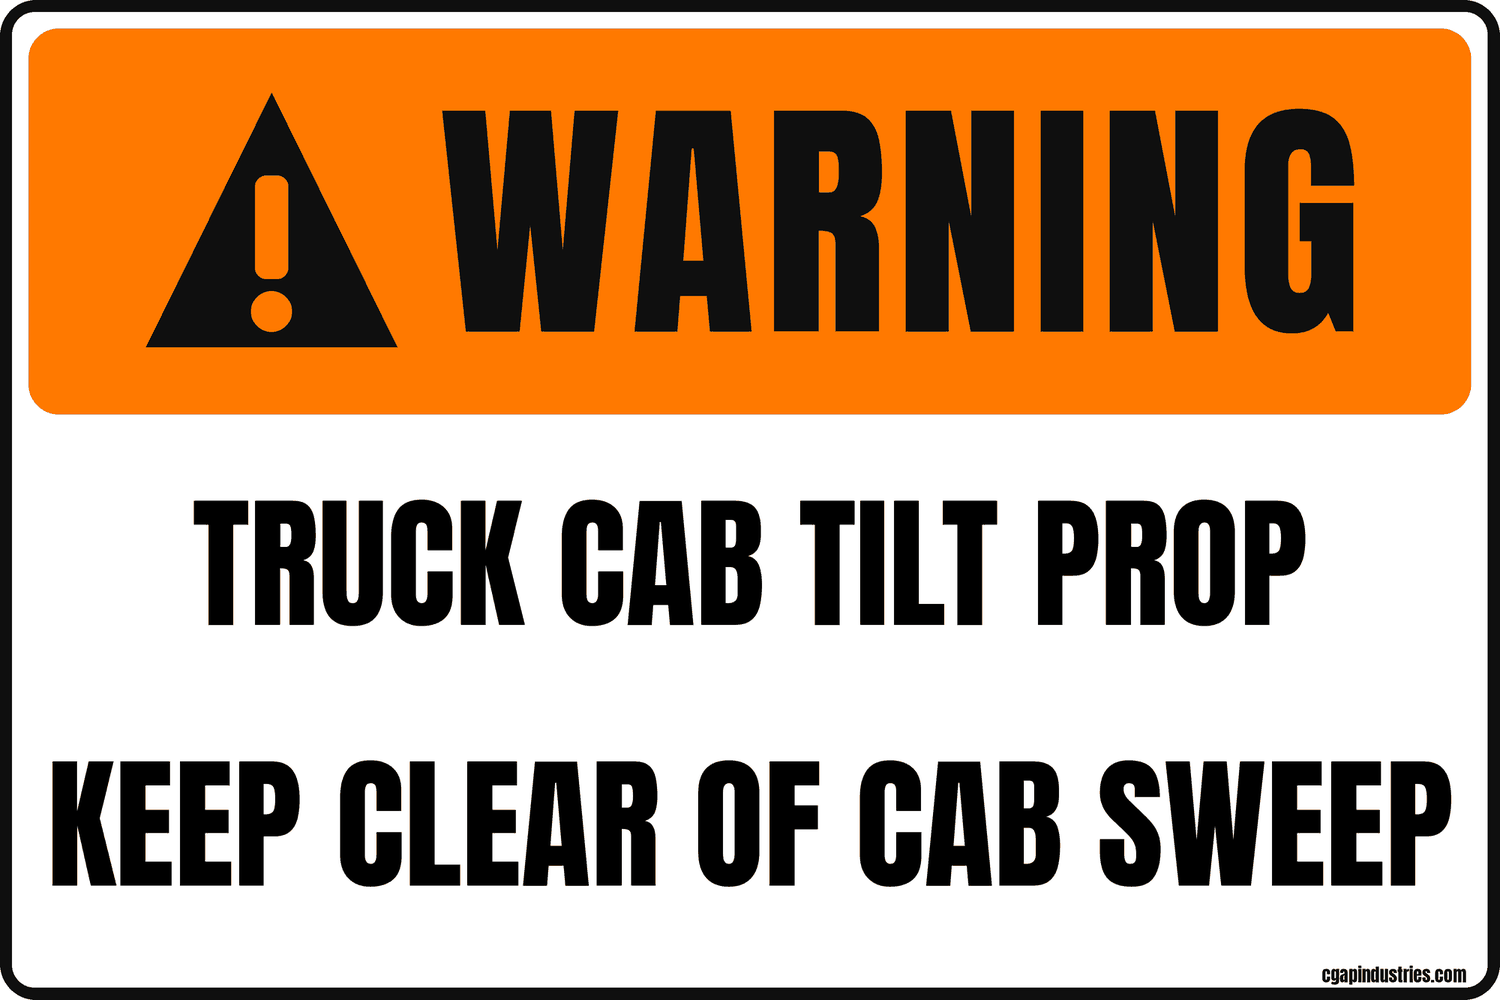 WARNING
TRUCK CAB TILT PROP
KEEP CLEAR OF CAB SWEEP
cgapindustries.com